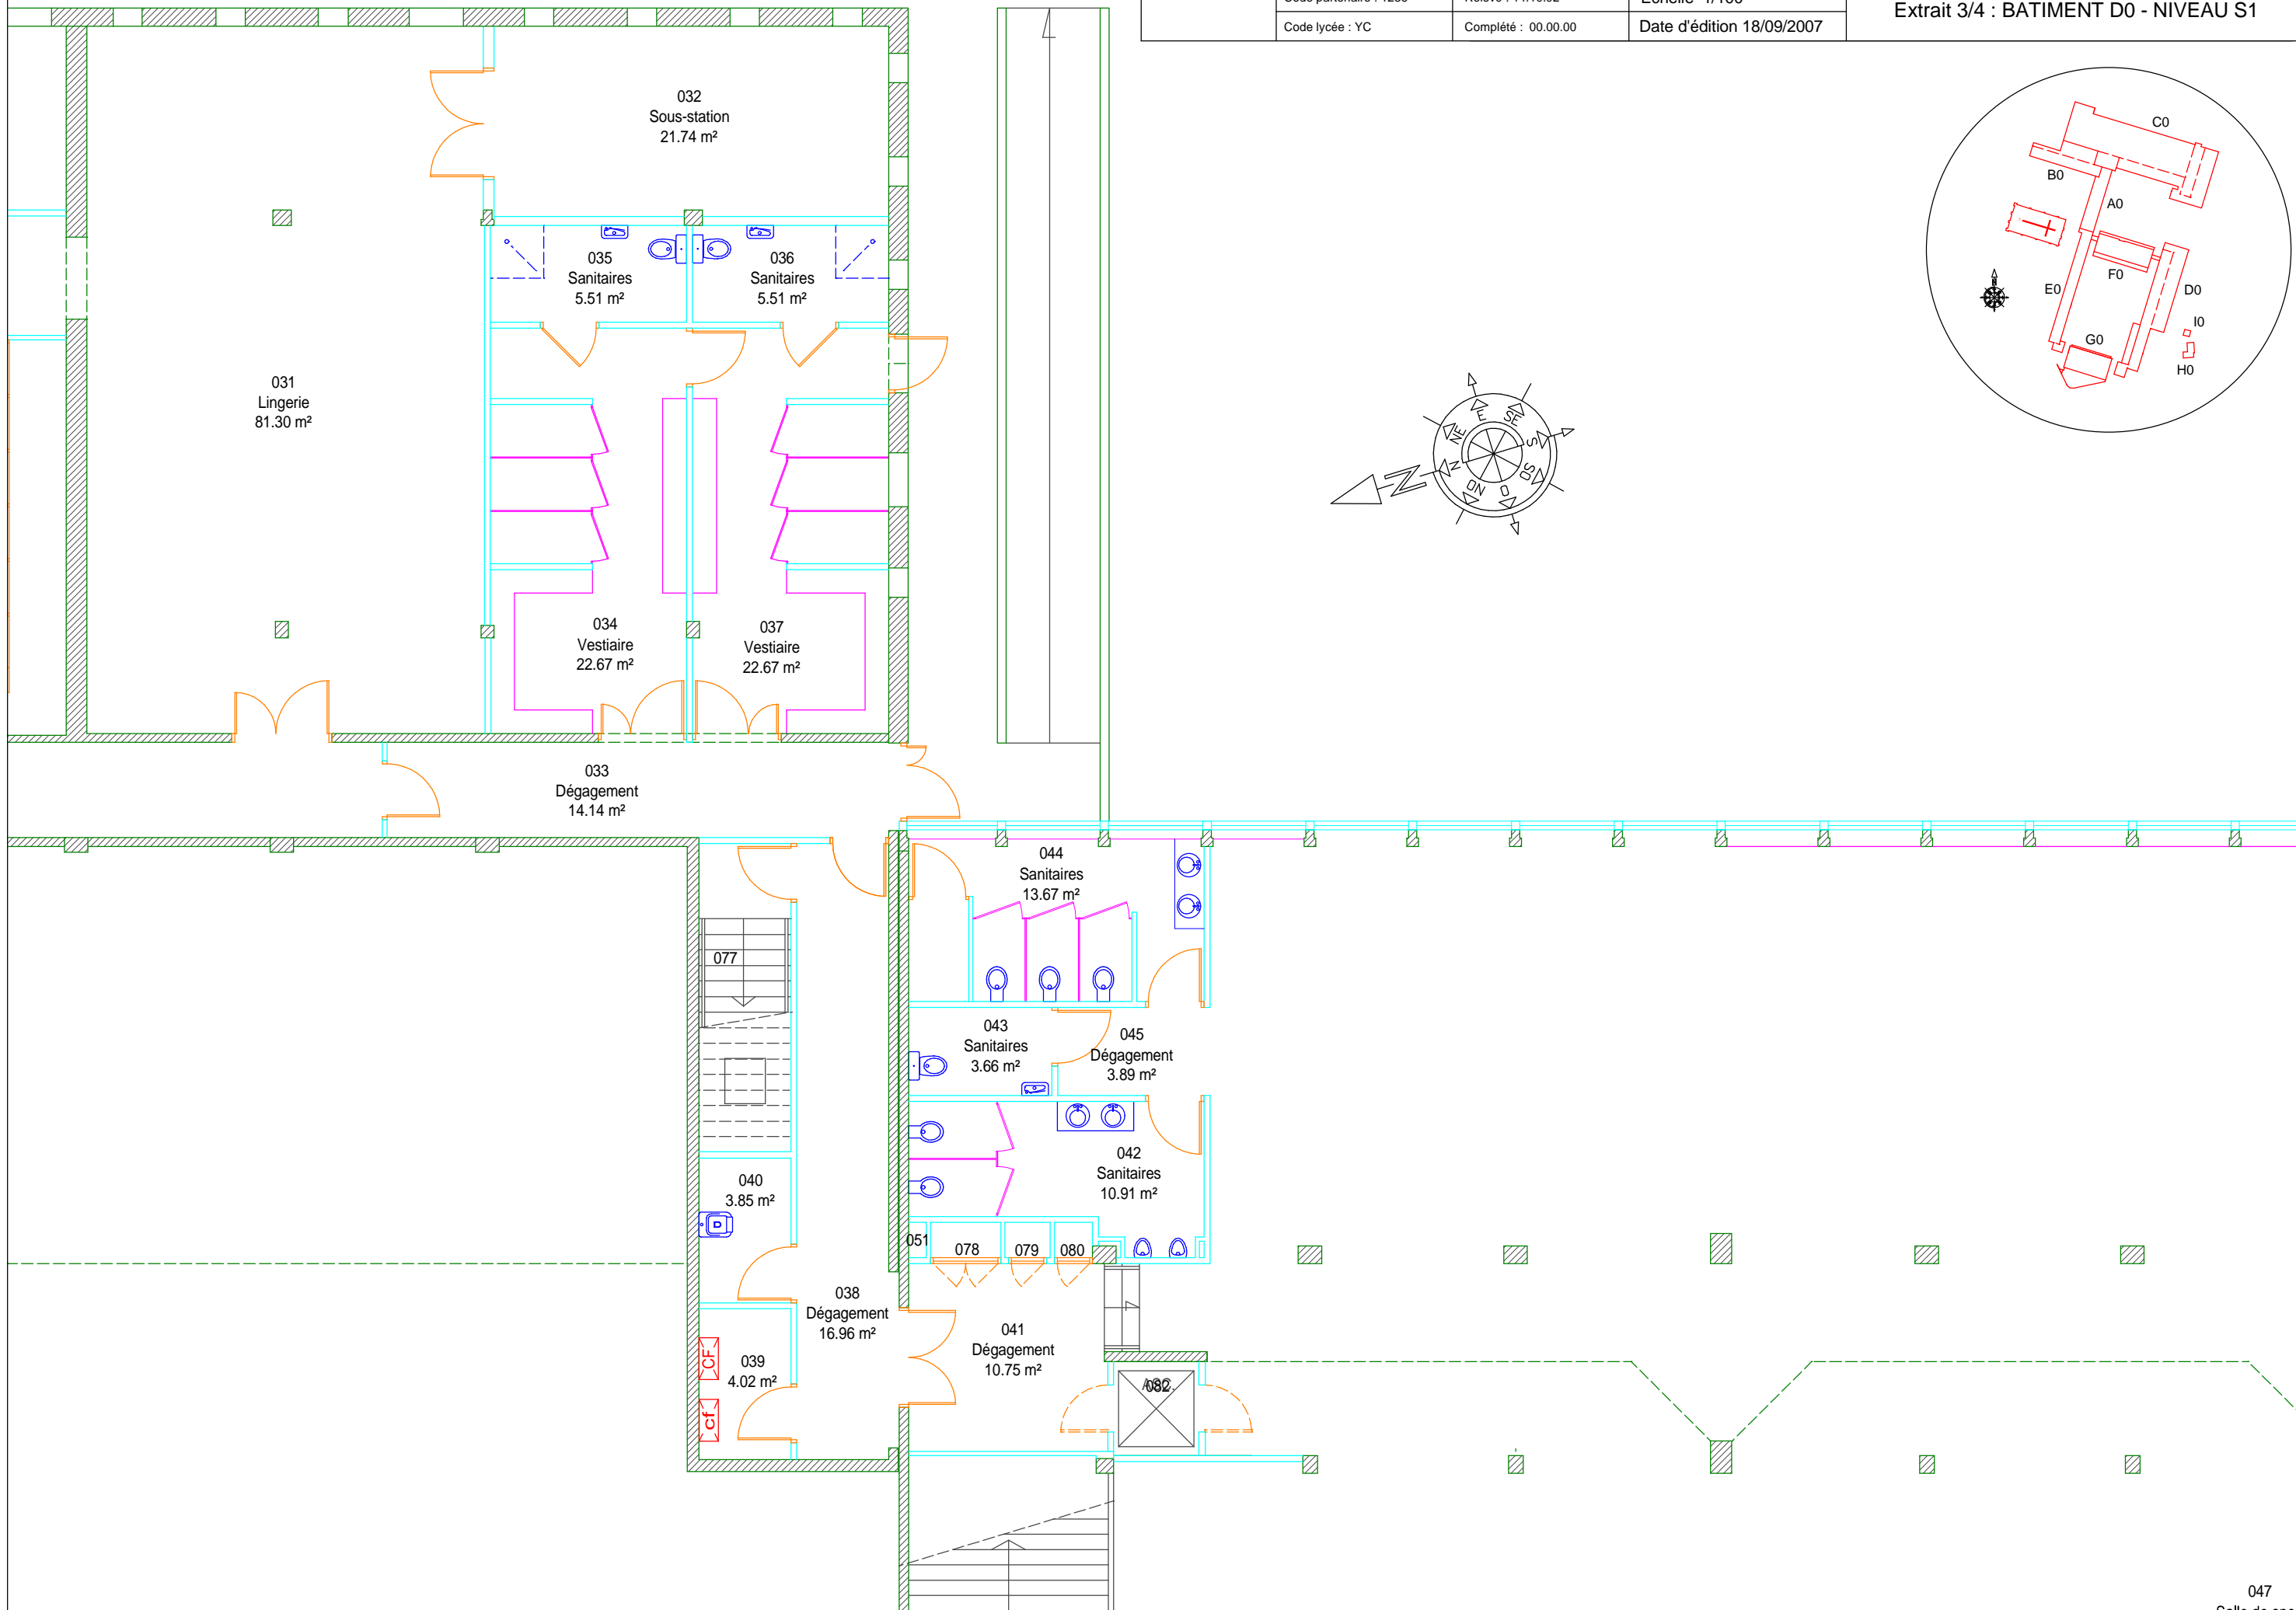 Extrait 3/4 : BATIMENT D0 - NIVEAU S1
Code lycée : YC
Complété : 00.00.00
Date d'édition 18/09/2007
C0
B0
A0
F0
E0
D0
I0
G0
H0
N
N
NE
E
SE
S
SO
O
NO
032
Sous-station
21.74 m²
035
Sanitaires
5.51 m²
036
Sanitaires
5.51 m²
031
Lingerie
81.30 m²
034
Vestiaire
22.67 m²
037
Vestiaire
22.67 m²
033
Dégagement
14.14 m²
044
Sanitaires
13.67 m²
077
043
Sanitaires
3.66 m²
045
Dégagement
3.89 m²
042
Sanitaires
10.91 m²
040
3.85 m²
051
078
079
080
038
Dégagement
16.96 m²
041
Dégagement
10.75 m²
039
4.02 m²
CF
cf
ASC.
082
047